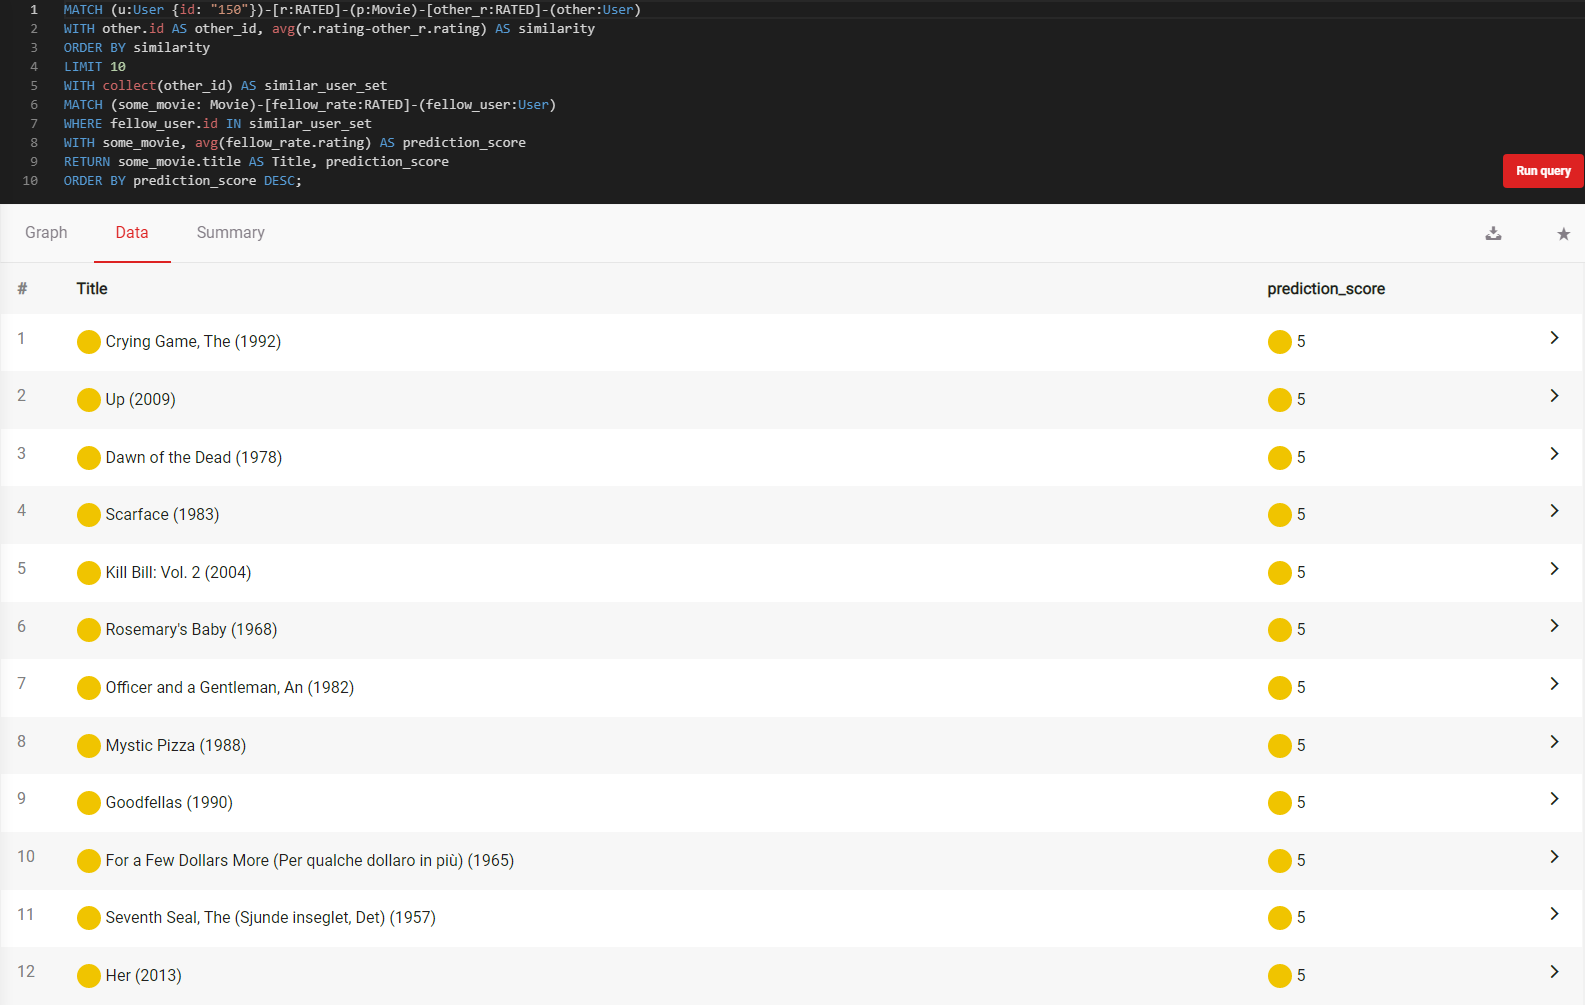 1 MATCH (u:User {id: "150"})-[r:RATED]-(p:Movie)-[other_r:RATED]-(other:User)
2 WITH other.id AS other_id, avg(r.rating-other_r.rating) AS similarity
3 ORDER BY similarity
4 LIMIT 10
5 WITH collect(other_id) AS similar_user_set
6 MATCH (some_movie: Movie)-[fellow_rate:RATED]-(fellow_user:User)
7 WHERE fellow_user.id IN similar_user_set
8 WITH some_movie, avg(fellow_rate.rating) AS prediction_score
9 RETURN some_movie.title AS Title, prediction_score
10 ORDER BY prediction_score DESC;
Run query
Graph Data Summary
# Title prediction_score
1 Crying Game, The (1992) 5
2 Up (2009) 5
3 Dawn of the Dead (1978) 5
4 Scarface (1983) 5
5 Kill Bill: Vol. 2 (2004) 5
6 Rosemary's Baby (1968) 5
7 Officer and a Gentleman, An (1982) 5
8 Mystic Pizza (1988) 5
9 Goodfellas (1990) 5
10 For a Few Dollars More (Per qualche dollaro in più) (1965) 5
11 Seventh Seal, The (Sjunde inseglet, Det) (1957) 5
12 Her (2013) 5